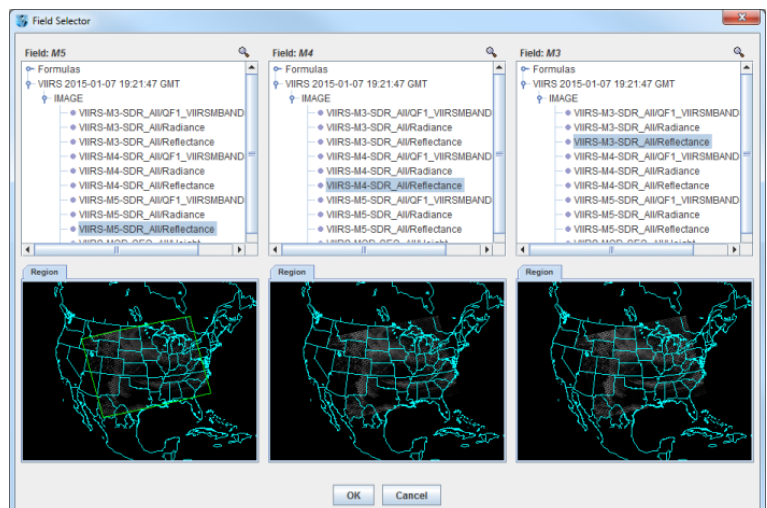 Field Selector
Field: M5
Formulas
VIIRS 2015-01-07 19:21:47 GMT
IMAGE
VIIRS-M3-SDR_All/QF1_VIIRSMBAND
VIIRS-M3-SDR_All/Radiance
VIIRS-M3-SDR_All/Reflectance
VIIRS-M4-SDR_All/QF1_VIIRSMBAND
VIIRS-M4-SDR_All/Radiance
VIIRS-M4-SDR_All/Reflectance
VIIRS-M5-SDR_All/QF1_VIIRSMBAND
VIIRS-M5-SDR_All/Radiance
VIIRS-M5-SDR_All/Reflectance
Region
Field: M4
Formulas
VIIRS 2015-01-07 19:21:47 GMT
IMAGE
VIIRS-M3-SDR_All/QF1_VIIRSMBAND
VIIRS-M3-SDR_All/Radiance
VIIRS-M3-SDR_All/Reflectance
VIIRS-M4-SDR_All/QF1_VIIRSMBAND
VIIRS-M4-SDR_All/Radiance
VIIRS-M4-SDR_All/Reflectance
VIIRS-M5-SDR_All/QF1_VIIRSMBAND
VIIRS-M5-SDR_All/Radiance
VIIRS-M5-SDR_All/Reflectance
Region
Field: M3
Formulas
VIIRS 2015-01-07 19:21:47 GMT
IMAGE
VIIRS-M3-SDR_All/QF1_VIIRSMBAND
VIIRS-M3-SDR_All/Radiance
VIIRS-M3-SDR_All/Reflectance
VIIRS-M4-SDR_All/QF1_VIIRSMBAND
VIIRS-M4-SDR_All/Radiance
VIIRS-M4-SDR_All/Reflectance
VIIRS-M5-SDR_All/QF1_VIIRSMBAND
VIIRS-M5-SDR_All/Radiance
VIIRS-M5-SDR_All/Reflectance
Region
OK
Cancel